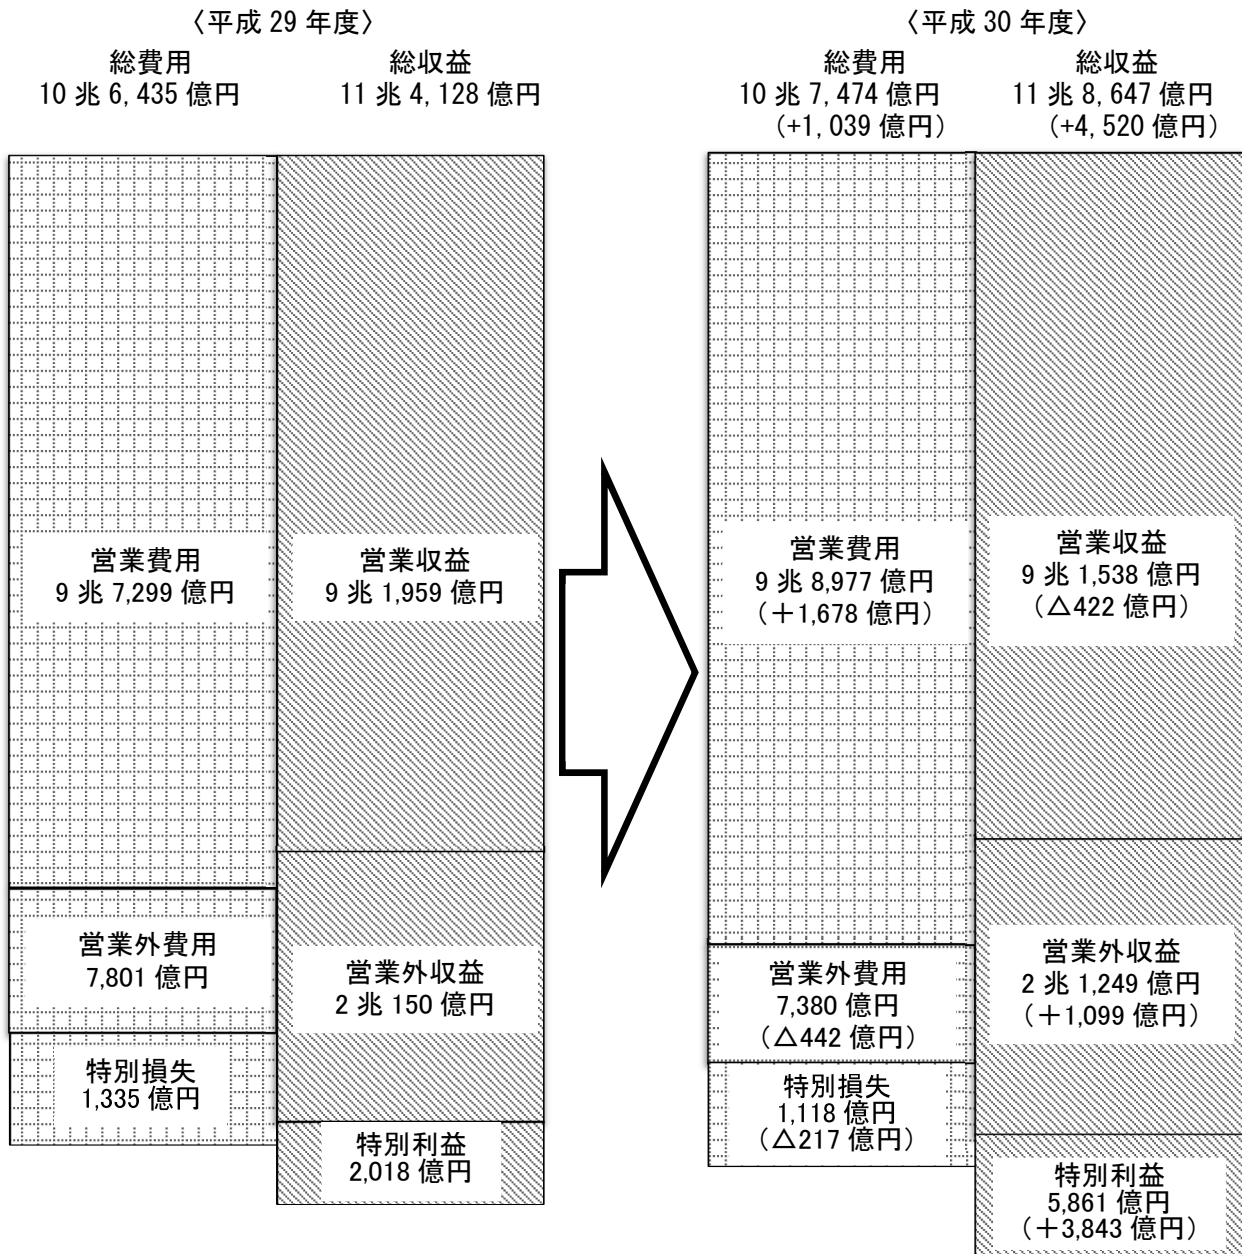 〈平成 29 年度〉
総費用
10 兆 6,435 億円
総収益
11 兆 4,128 億円
営業費用
9 兆 7,299 億円
営業収益
9 兆 1,959 億円
営業外費用
7,801 億円
営業外収益
2 兆 150 億円
特別損失
1,335 億円
特別利益
2,018 億円
〈平成 30 年度〉
総費用
10 兆 7,474 億円
(+1,039 億円)
総収益
11 兆 8,647 億円
(+4,520 億円)
営業費用
9 兆 8,977 億円
(＋1,678 億円)
営業収益
9 兆 1,538 億円
(△422 億円)
営業外費用
7,380 億円
(△442 億円)
営業外収益
2 兆 1,249 億円
(＋1,099 億円)
特別損失
1,118 億円
(△217 億円)
特別利益
5,861 億円
(＋3,843 億円)